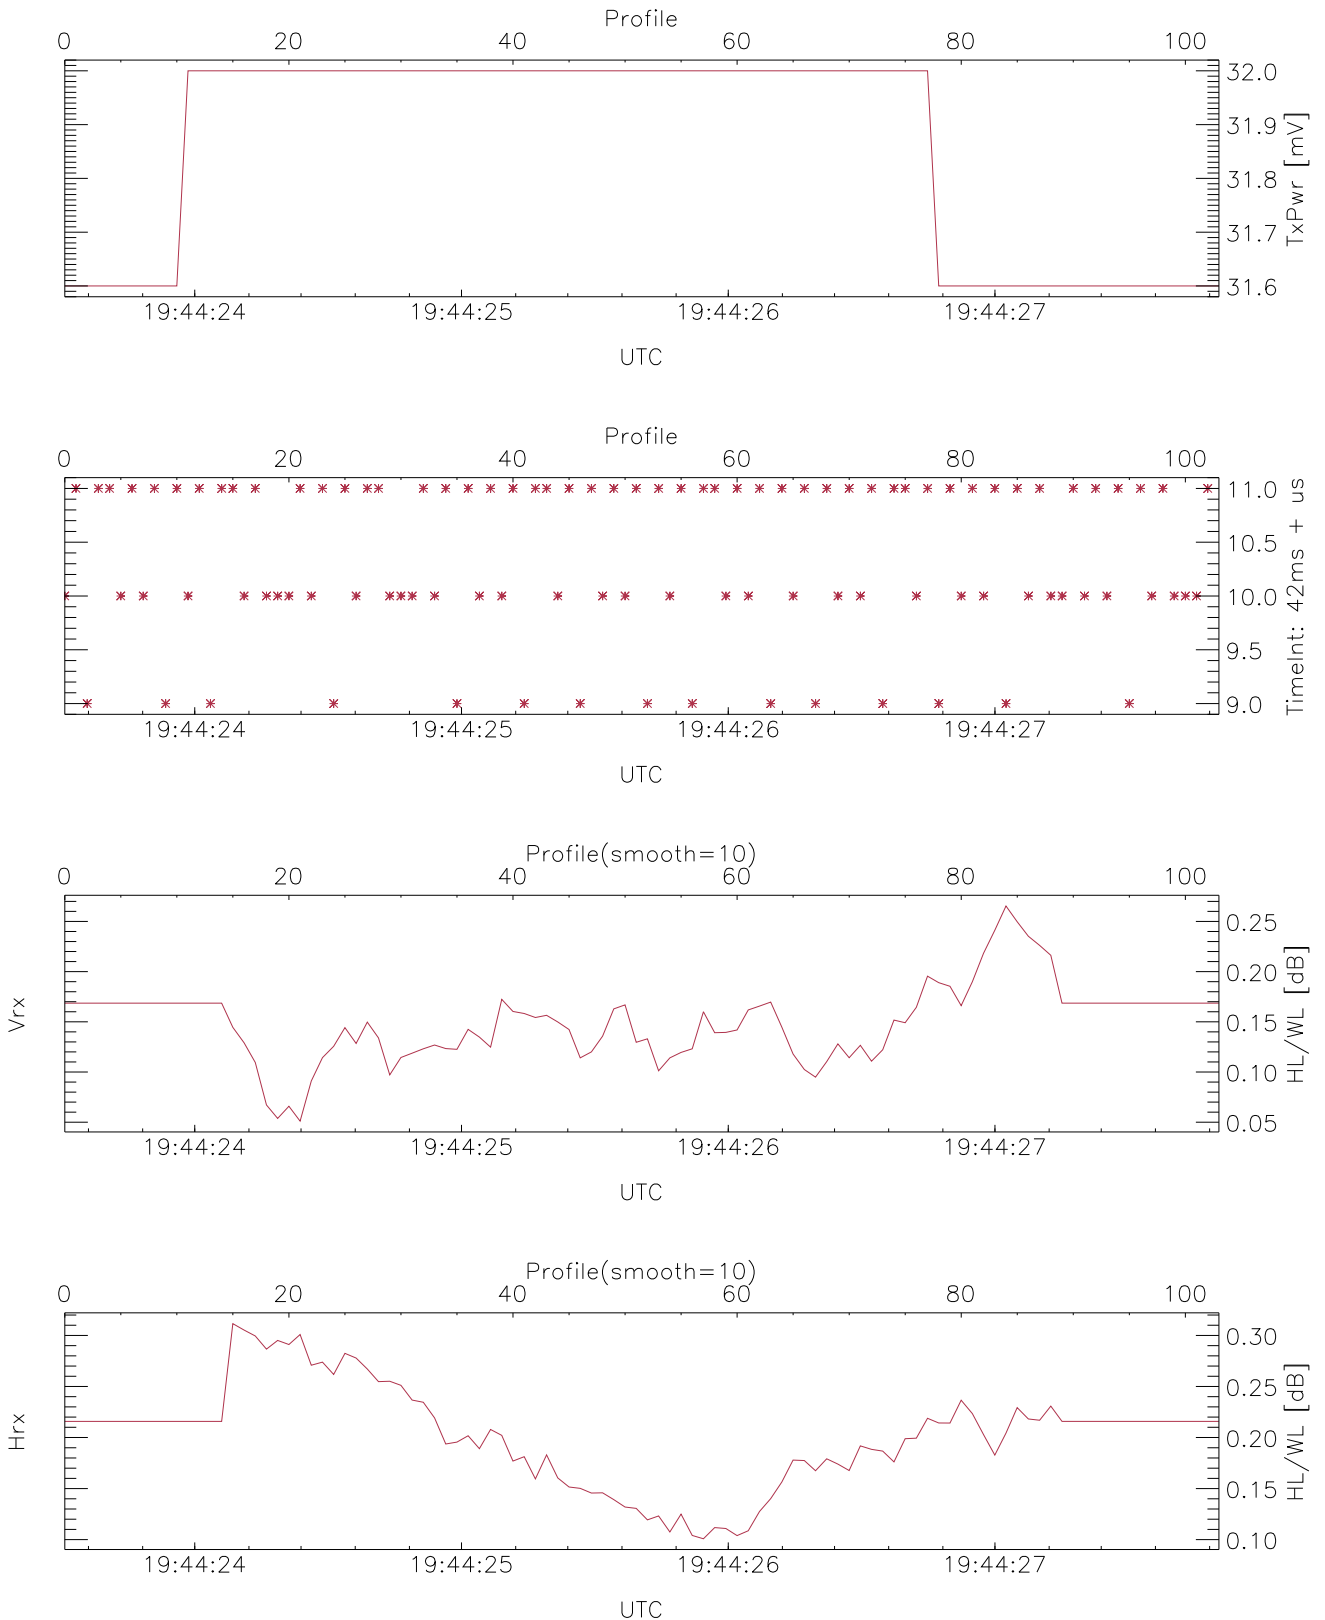 Profile
0 20 40 60 80 100
32.0
31.9
31.8
31.7
31.6
TxPwr [mV]
19:44:24 19:44:25 19:44:26 19:44:27
UTC
Profile
0 20 40 60 80 100
11.0
10.5
10.0
9.5
9.0
TimeInt: 42ms + us
19:44:24 19:44:25 19:44:26 19:44:27
UTC
Profile(smooth=10)
0 20 40 60 80 100
Vrx
0.25
0.20
0.15
0.10
0.05
HL/WL [dB]
19:44:24 19:44:25 19:44:26 19:44:27
UTC
Profile(smooth=10)
0 20 40 60 80 100
Hrx
0.30
0.25
0.20
0.15
0.10
HL/WL [dB]
19:44:24 19:44:25 19:44:26 19:44:27
UTC